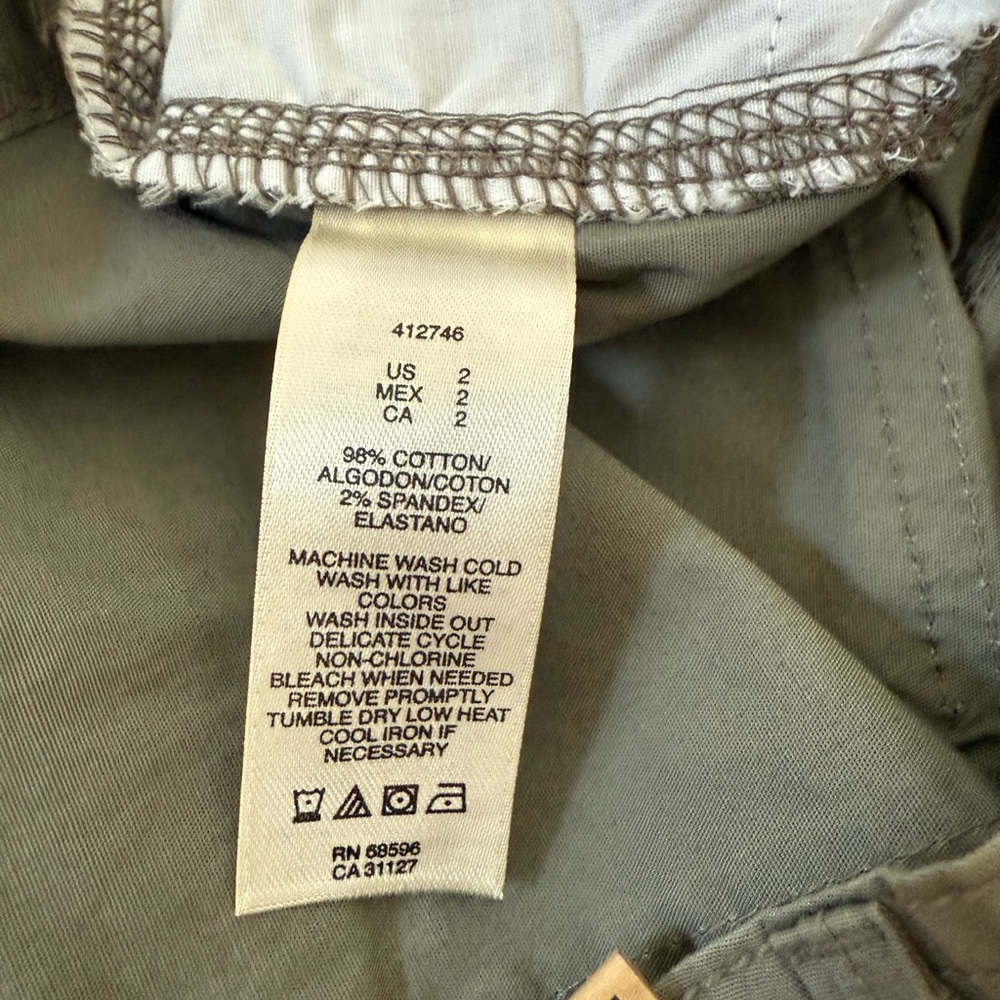 412746
US 2
MEX 2
CA 2
98% COTTON/
ALGODON/COTON
2% SPANDEX/
ELASTANO
MACHINE WASH COLD
WASH WITH LIKE
COLORS
WASH INSIDE OUT
DELICATE CYCLE
NON-CHLORINE
BLEACH WHEN NEEDED
REMOVE PROMPTLY
TUMBLE DRY LOW HEAT
COOL IRON IF
NECESSARY
RN 68596
CA 31127